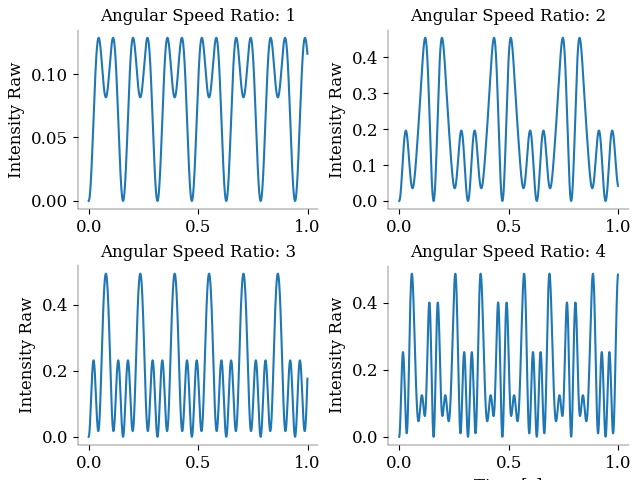 Angular Speed Ratio: 1
Intensity Raw
0.10
0.05
0.00
0.0 0.5 1.0
Angular Speed Ratio: 2
Intensity Raw
0.4
0.3
0.2
0.1
0.0
0.0 0.5 1.0
Angular Speed Ratio: 3
Intensity Raw
0.4
0.2
0.0
0.0 0.5 1.0
Angular Speed Ratio: 4
Intensity Raw
0.4
0.2
0.0
0.0 0.5 1.0